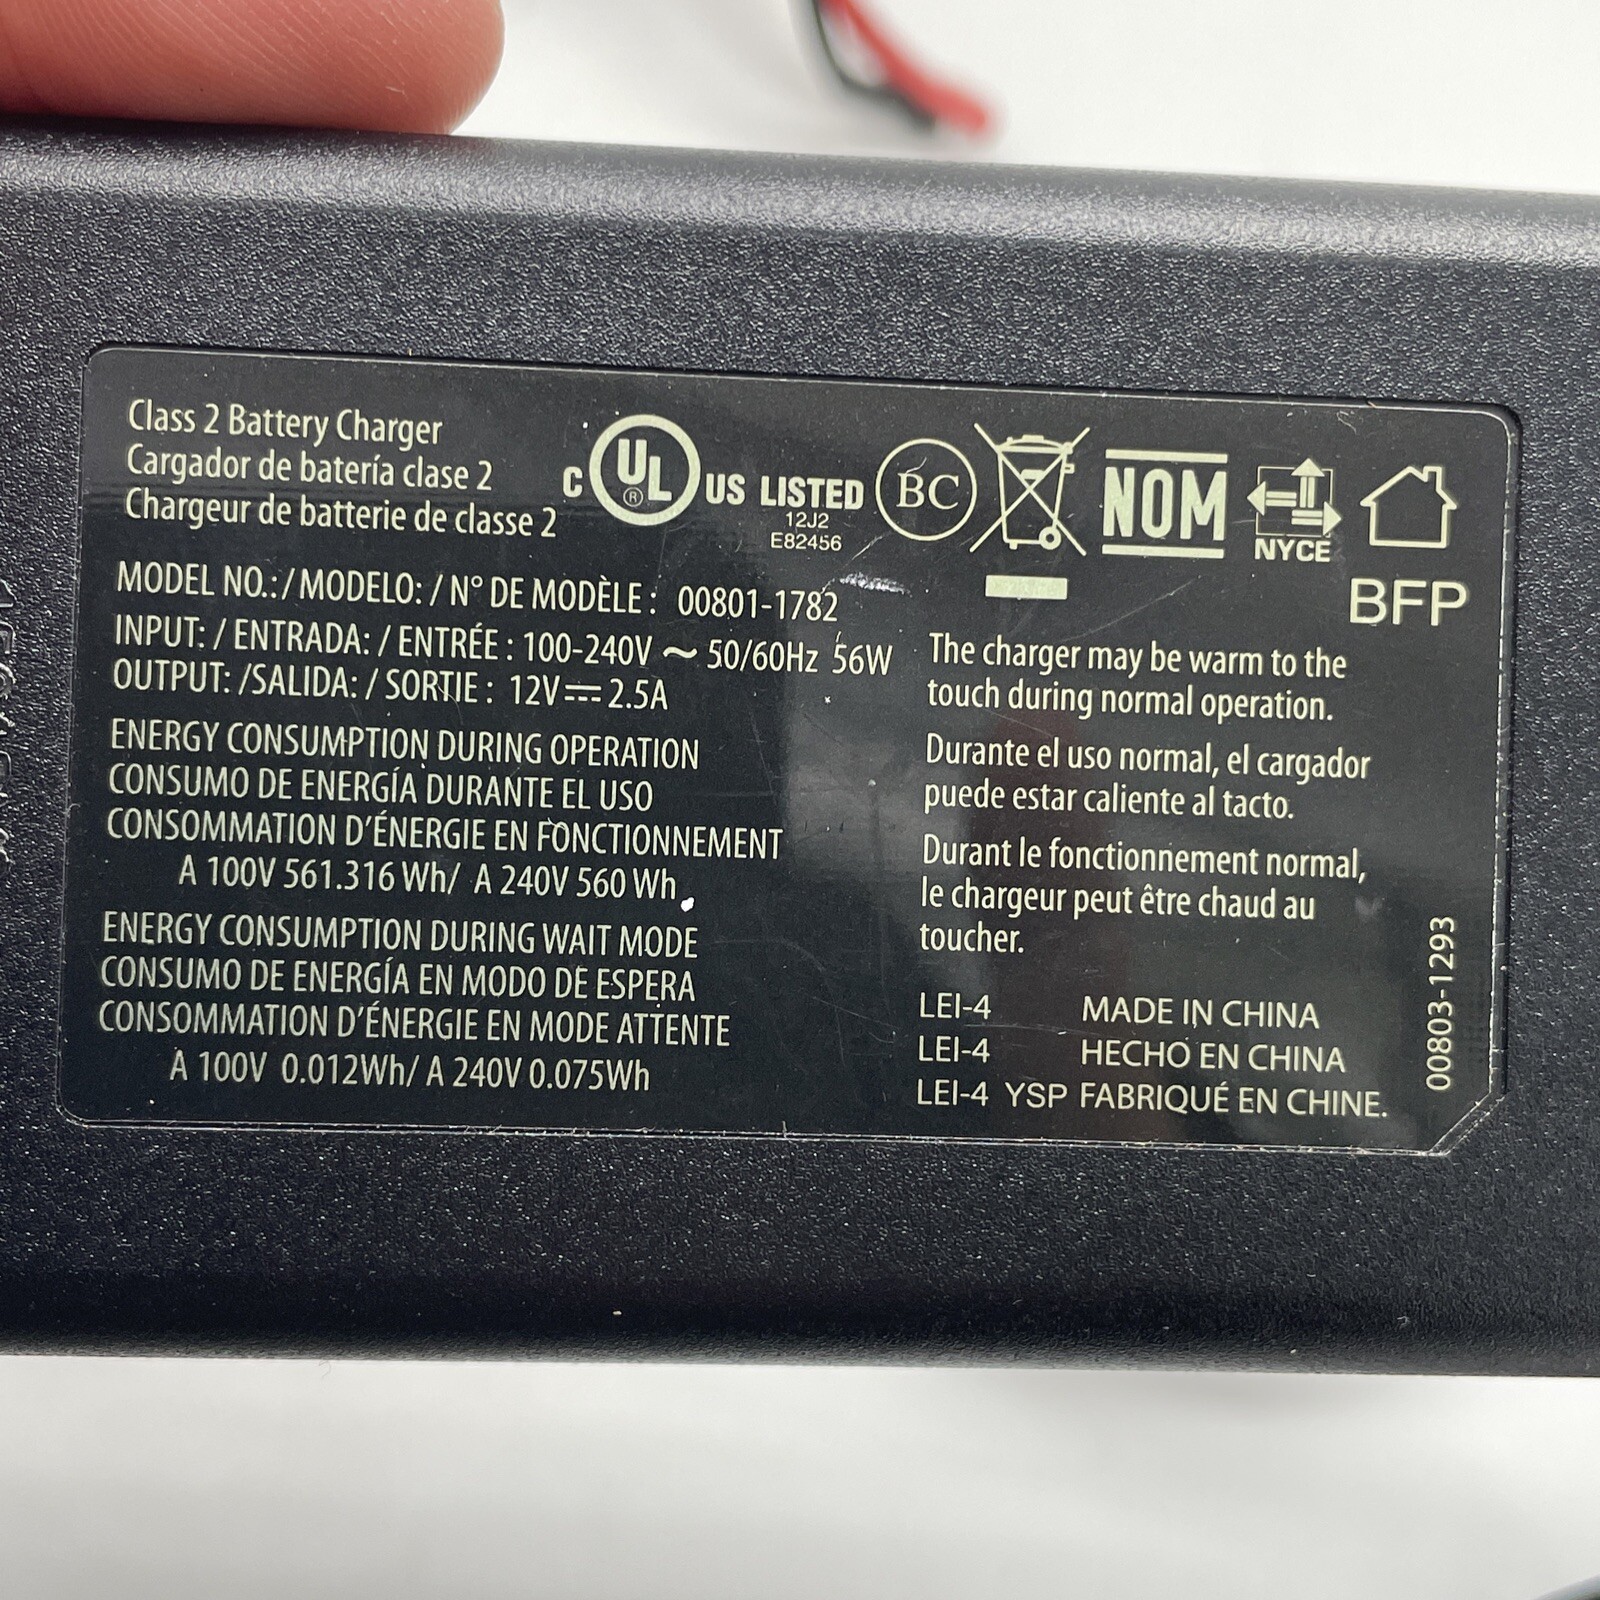 Class 2 Battery Charger
Cargador de batería clase 2
Chargeur de batterie de classe 2
C UL ® US LISTED
12J2
E82456
BC
NOM
NYCE
BFP
MODEL NO.: / MODELO: / N° DE MODÈLE : 00801-1782
INPUT: / ENTRADA: / ENTRÉE : 100-240V ~ 50/60Hz 56W
OUTPUT: /SALIDA: / SORTIE : 12V⎓2.5A
ENERGY CONSUMPTION DURING OPERATION
CONSUMO DE ENERGÍA DURANTE EL USO
CONSOMMATION D'ÉNERGIE EN FONCTIONNEMENT
A 100V 561.316 Wh/ A 240V 560 Wh
ENERGY CONSUMPTION DURING WAIT MODE
CONSUMO DE ENERGÍA EN MODO DE ESPERA
CONSOMMATION D'ÉNERGIE EN MODE ATTENTE
A 100V 0.012Wh/ A 240V 0.075Wh
The charger may be warm to the
touch during normal operation.
Durante el uso normal, el cargador
puede estar caliente al tacto.
Durant le fonctionnement normal,
le chargeur peut être chaud au
toucher.
LEI-4 MADE IN CHINA
LEI-4 HECHO EN CHINA
LEI-4 YSP FABRIQUÉ EN CHINE.
00803-1293